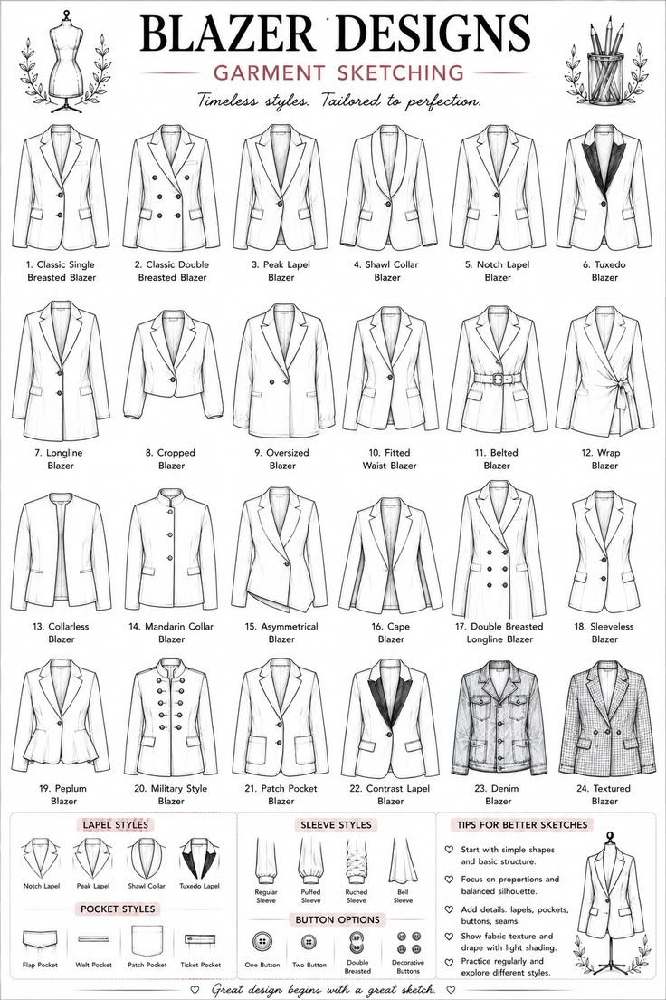 BLAZER DESIGNS
GARMENT SKETCHING
Timeless styles. Tailored to perfection.
1. Classic Single
Breasted Blazer
2. Classic Double
Breasted Blazer
3. Peak Lapel
Blazer
4. Shawl Collar
Blazer
5. Notch Lapel
Blazer
6. Tuxedo
Blazer
7. Longline
Blazer
8. Cropped
Blazer
9. Oversized
Blazer
10. Fitted
Waist Blazer
11. Belted
Blazer
12. Wrap
Blazer
13. Collarless
Blazer
14. Mandarin Collar
Blazer
15. Asymmetrical
Blazer
16. Cape
Blazer
17. Double Breasted
Longline Blazer
18. Sleeveless
Blazer
19. Peplum
Blazer
20. Military Style
Blazer
21. Patch Pocket
Blazer
22. Contrast Lapel
Blazer
23. Denim
Blazer
24. Textured
Blazer
LAPEL STYLES
Notch Lapel
Peak Lapel
Shawl Collar
Tuxedo Lapel
POCKET STYLES
Flap Pocket
Welt Pocket
Patch Pocket
Ticket Pocket
SLEEVE STYLES
Regular
Sleeve
Puffed
Sleeve
Ruched
Sleeve
Bell
Sleeve
BUTTON OPTIONS
One Button
Two Button
Double
Breasted
Decorative
Buttons
TIPS FOR BETTER SKETCHES
Start with simple shapes
and basic structure.
Focus on proportions and
balanced silhouette.
Add details: lapels, pockets,
buttons, seams.
Show fabric texture and
drape with light shading.
Practice regularly and
explore different styles.
Great design begins with a great sketch.